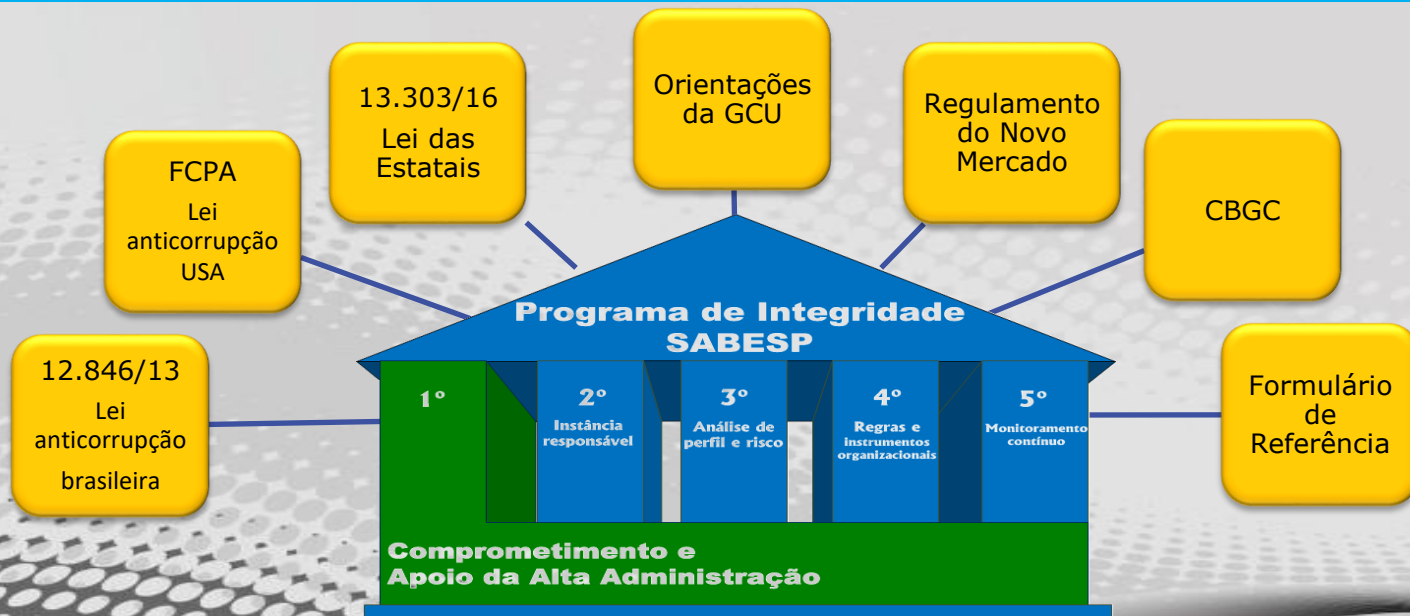 Orientações
da GCU
13.303/16
Lei das
Estatais
Regulamento
do Novo
Mercado
FCPA
Lei
anticorrupção
USA
CBGC
Programa de Integridade
SABESP
12.846/13
Lei
anticorrupção
brasileira
Formulário
de
Referência
1º
2º
Instância
responsável
3º
Análise de
perfil e risco
4º
Regras e
instrumentos
organizacionais
5º
Monitoramento
contínuo
Comprometimento e
Apoio da Alta Administração